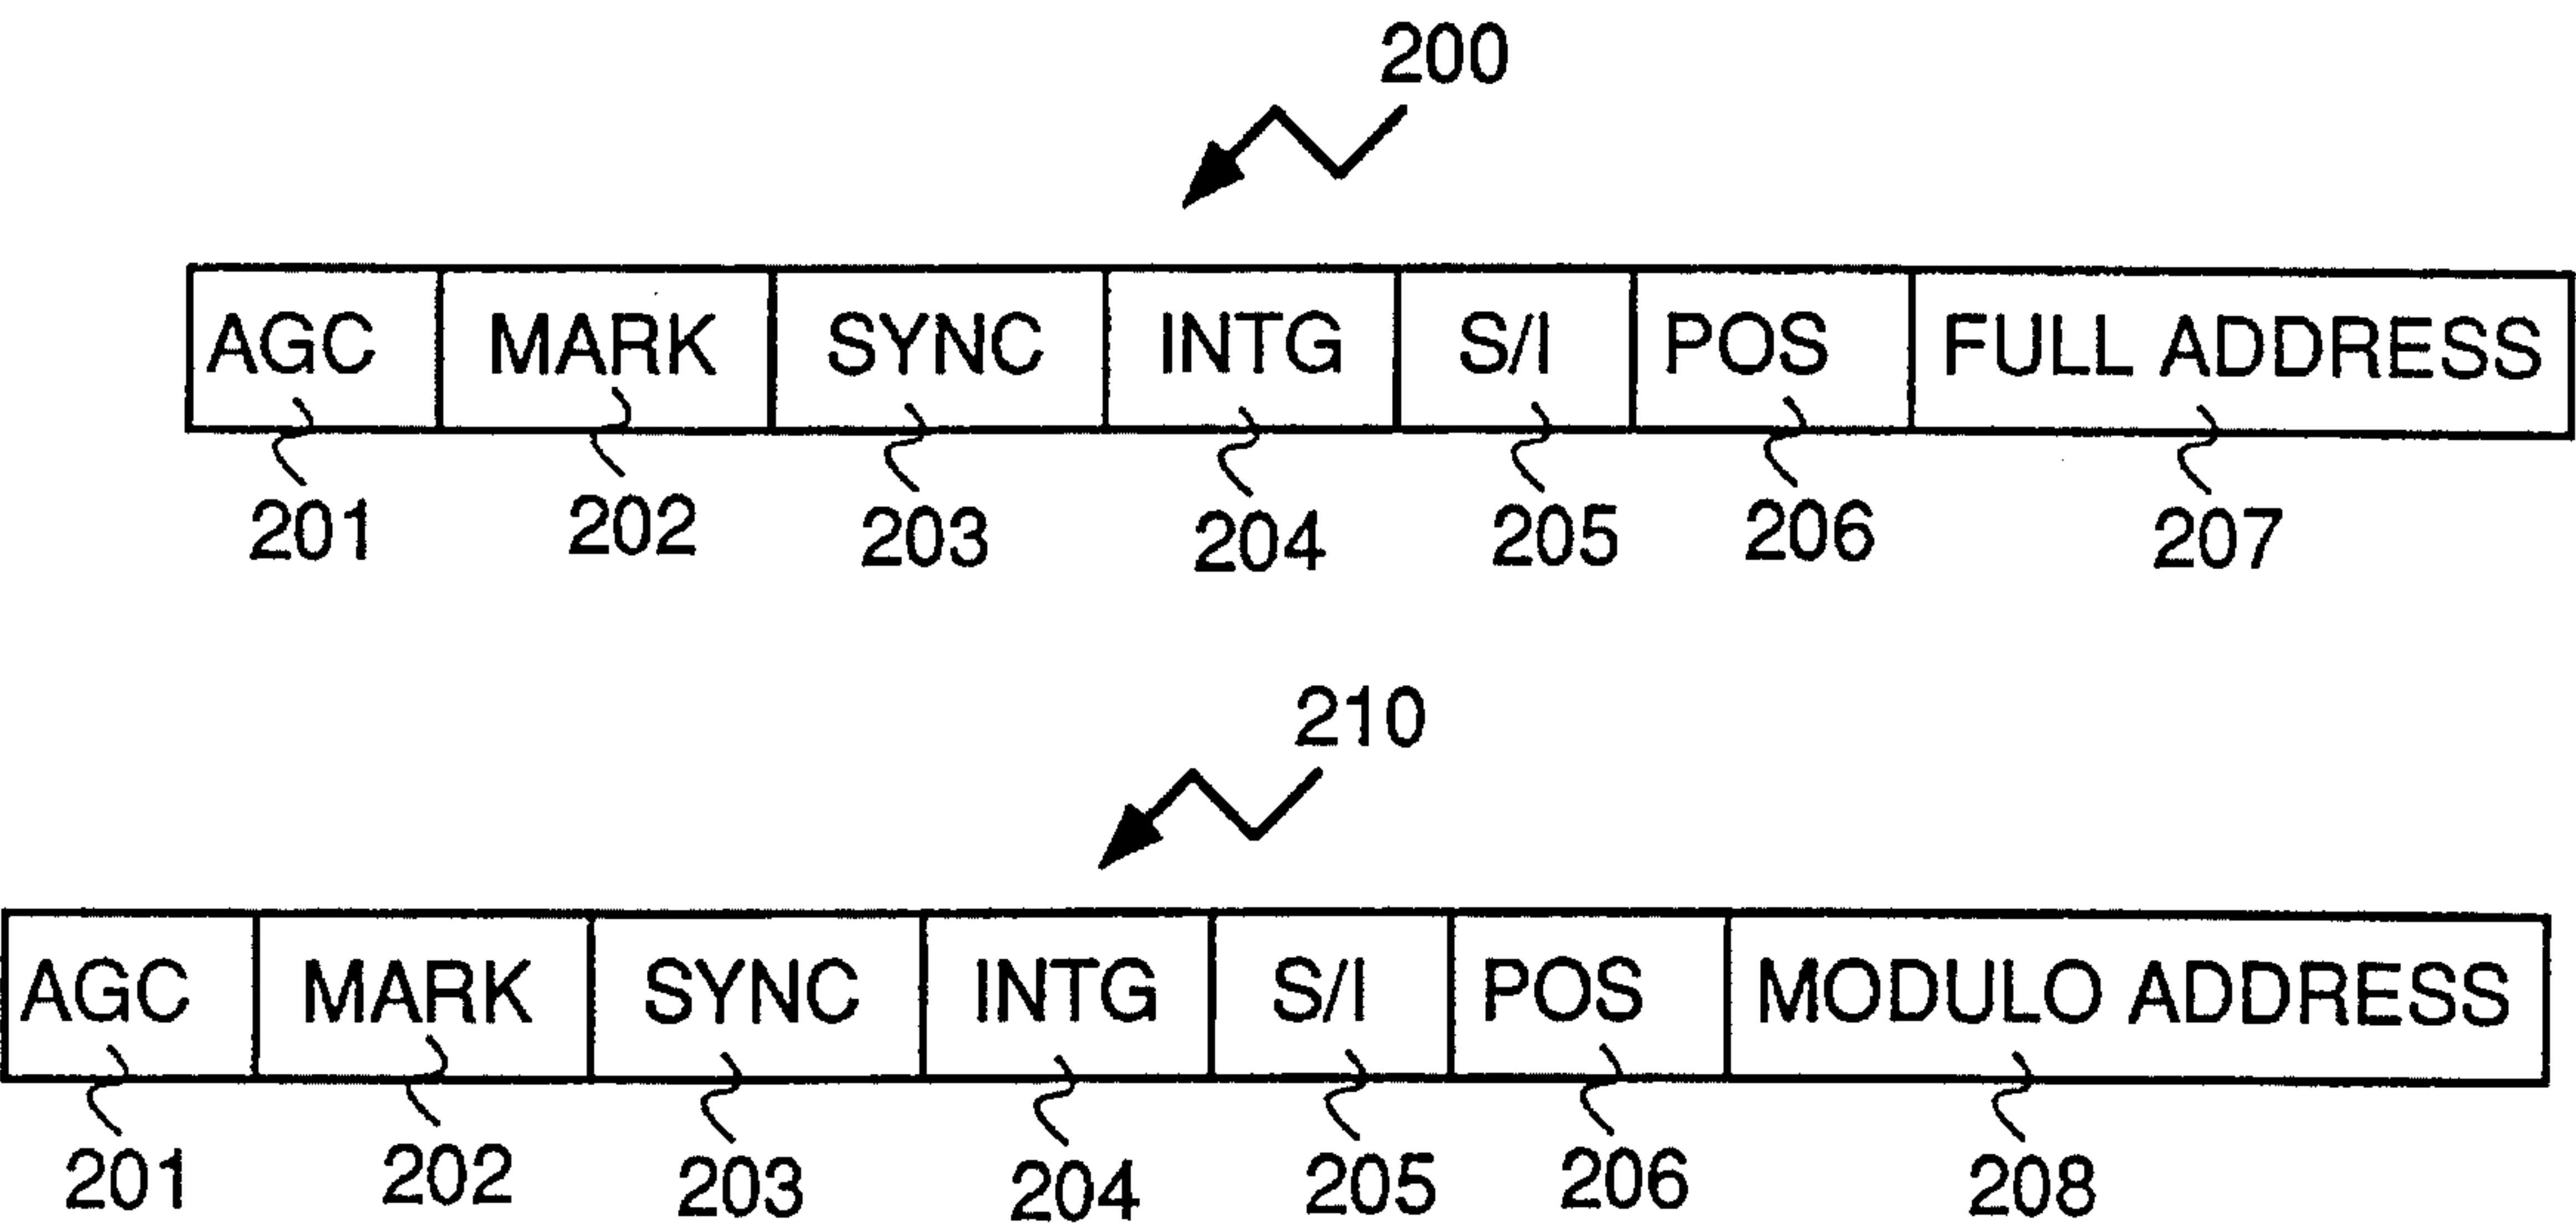 200
AGC MARK SYNC INTG S/I POS FULL ADDRESS
201 202 203 204 205 206 207
210
AGC MARK SYNC INTG S/I POS MODULO ADDRESS
201 202 203 204 205 206 208